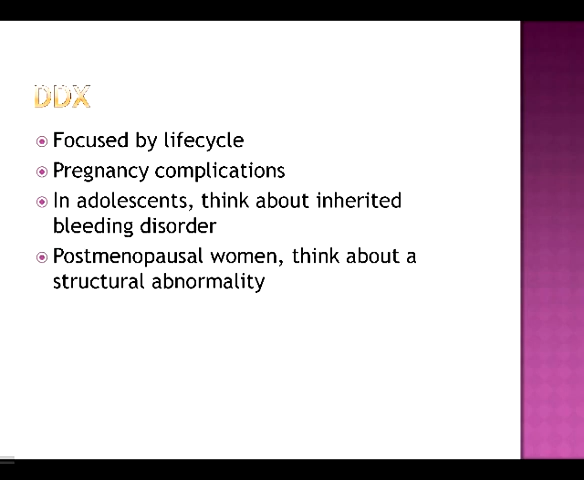 DDX
Focused by lifecycle
Pregnancy complications
In adolescents, think about inherited
bleeding disorder
Postmenopausal women, think about a
structural abnormality